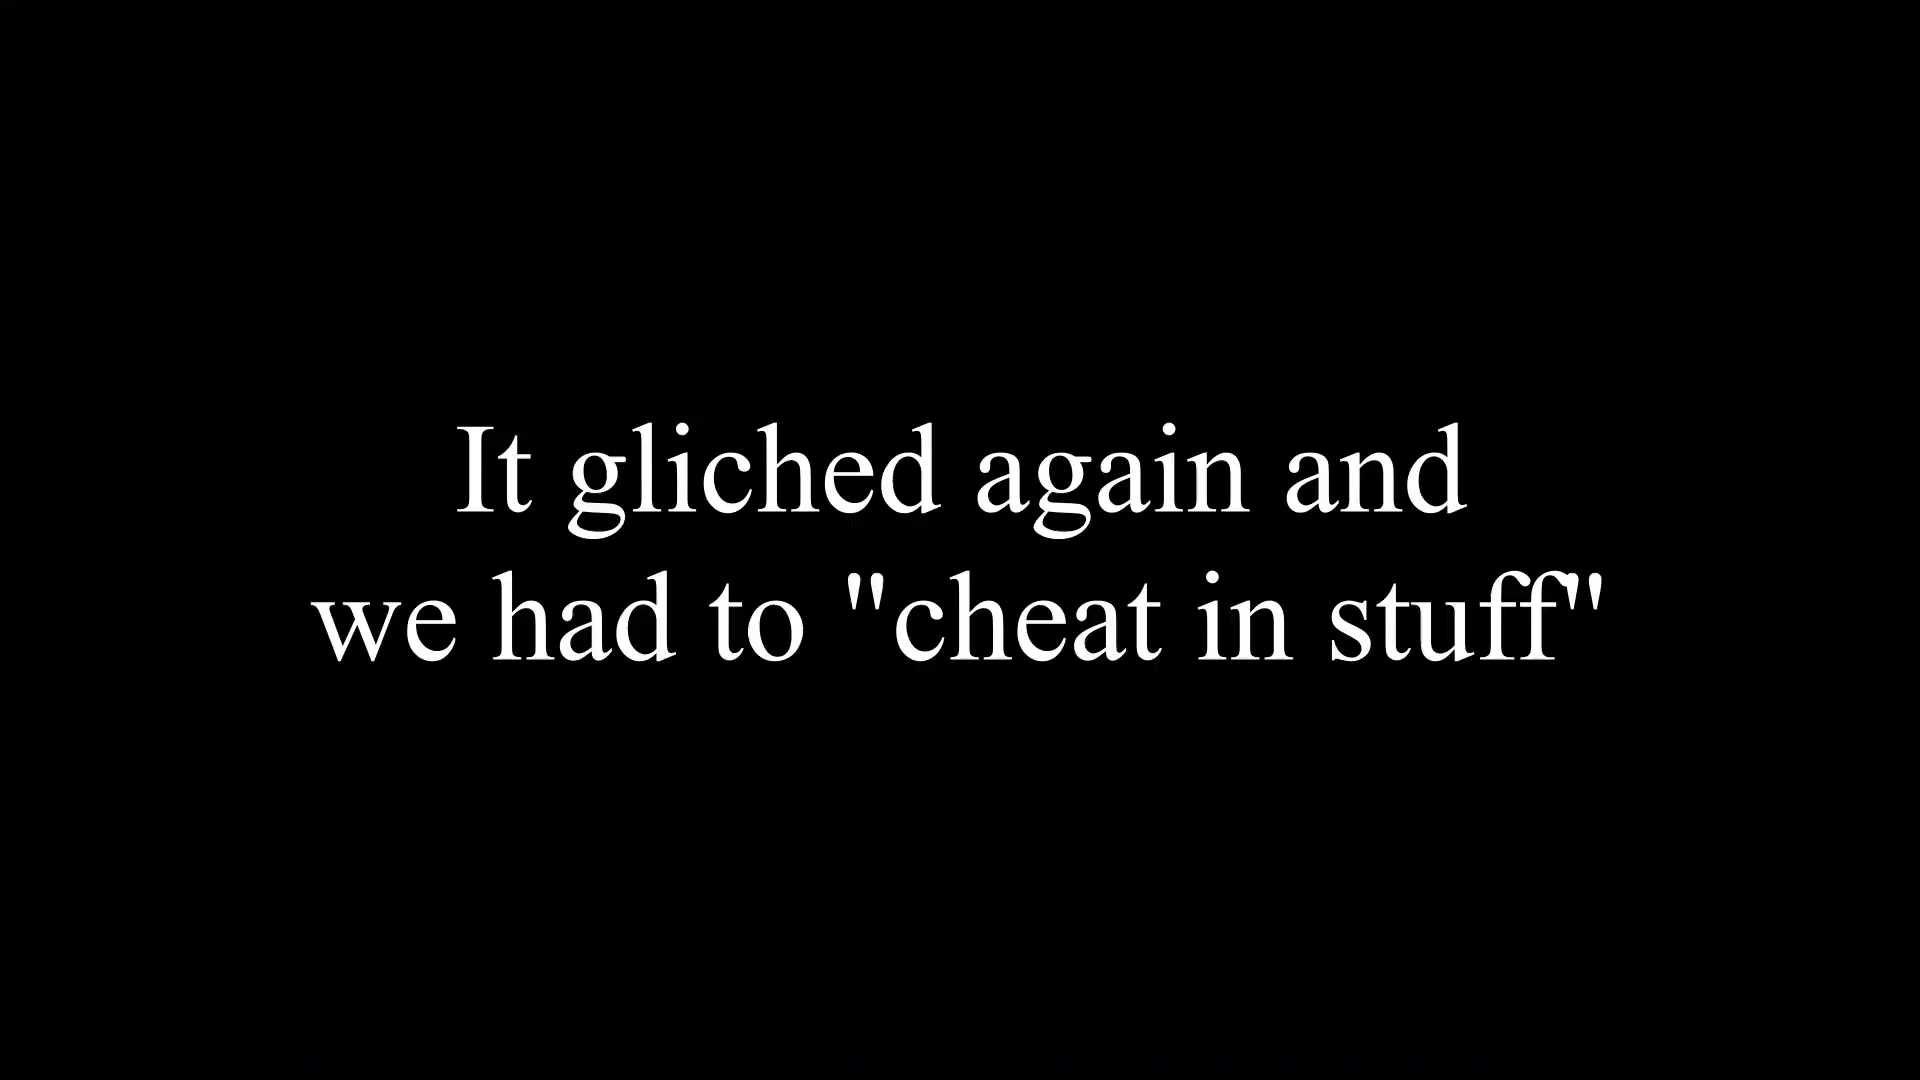 It gliched again and
we had to "cheat in stuff"